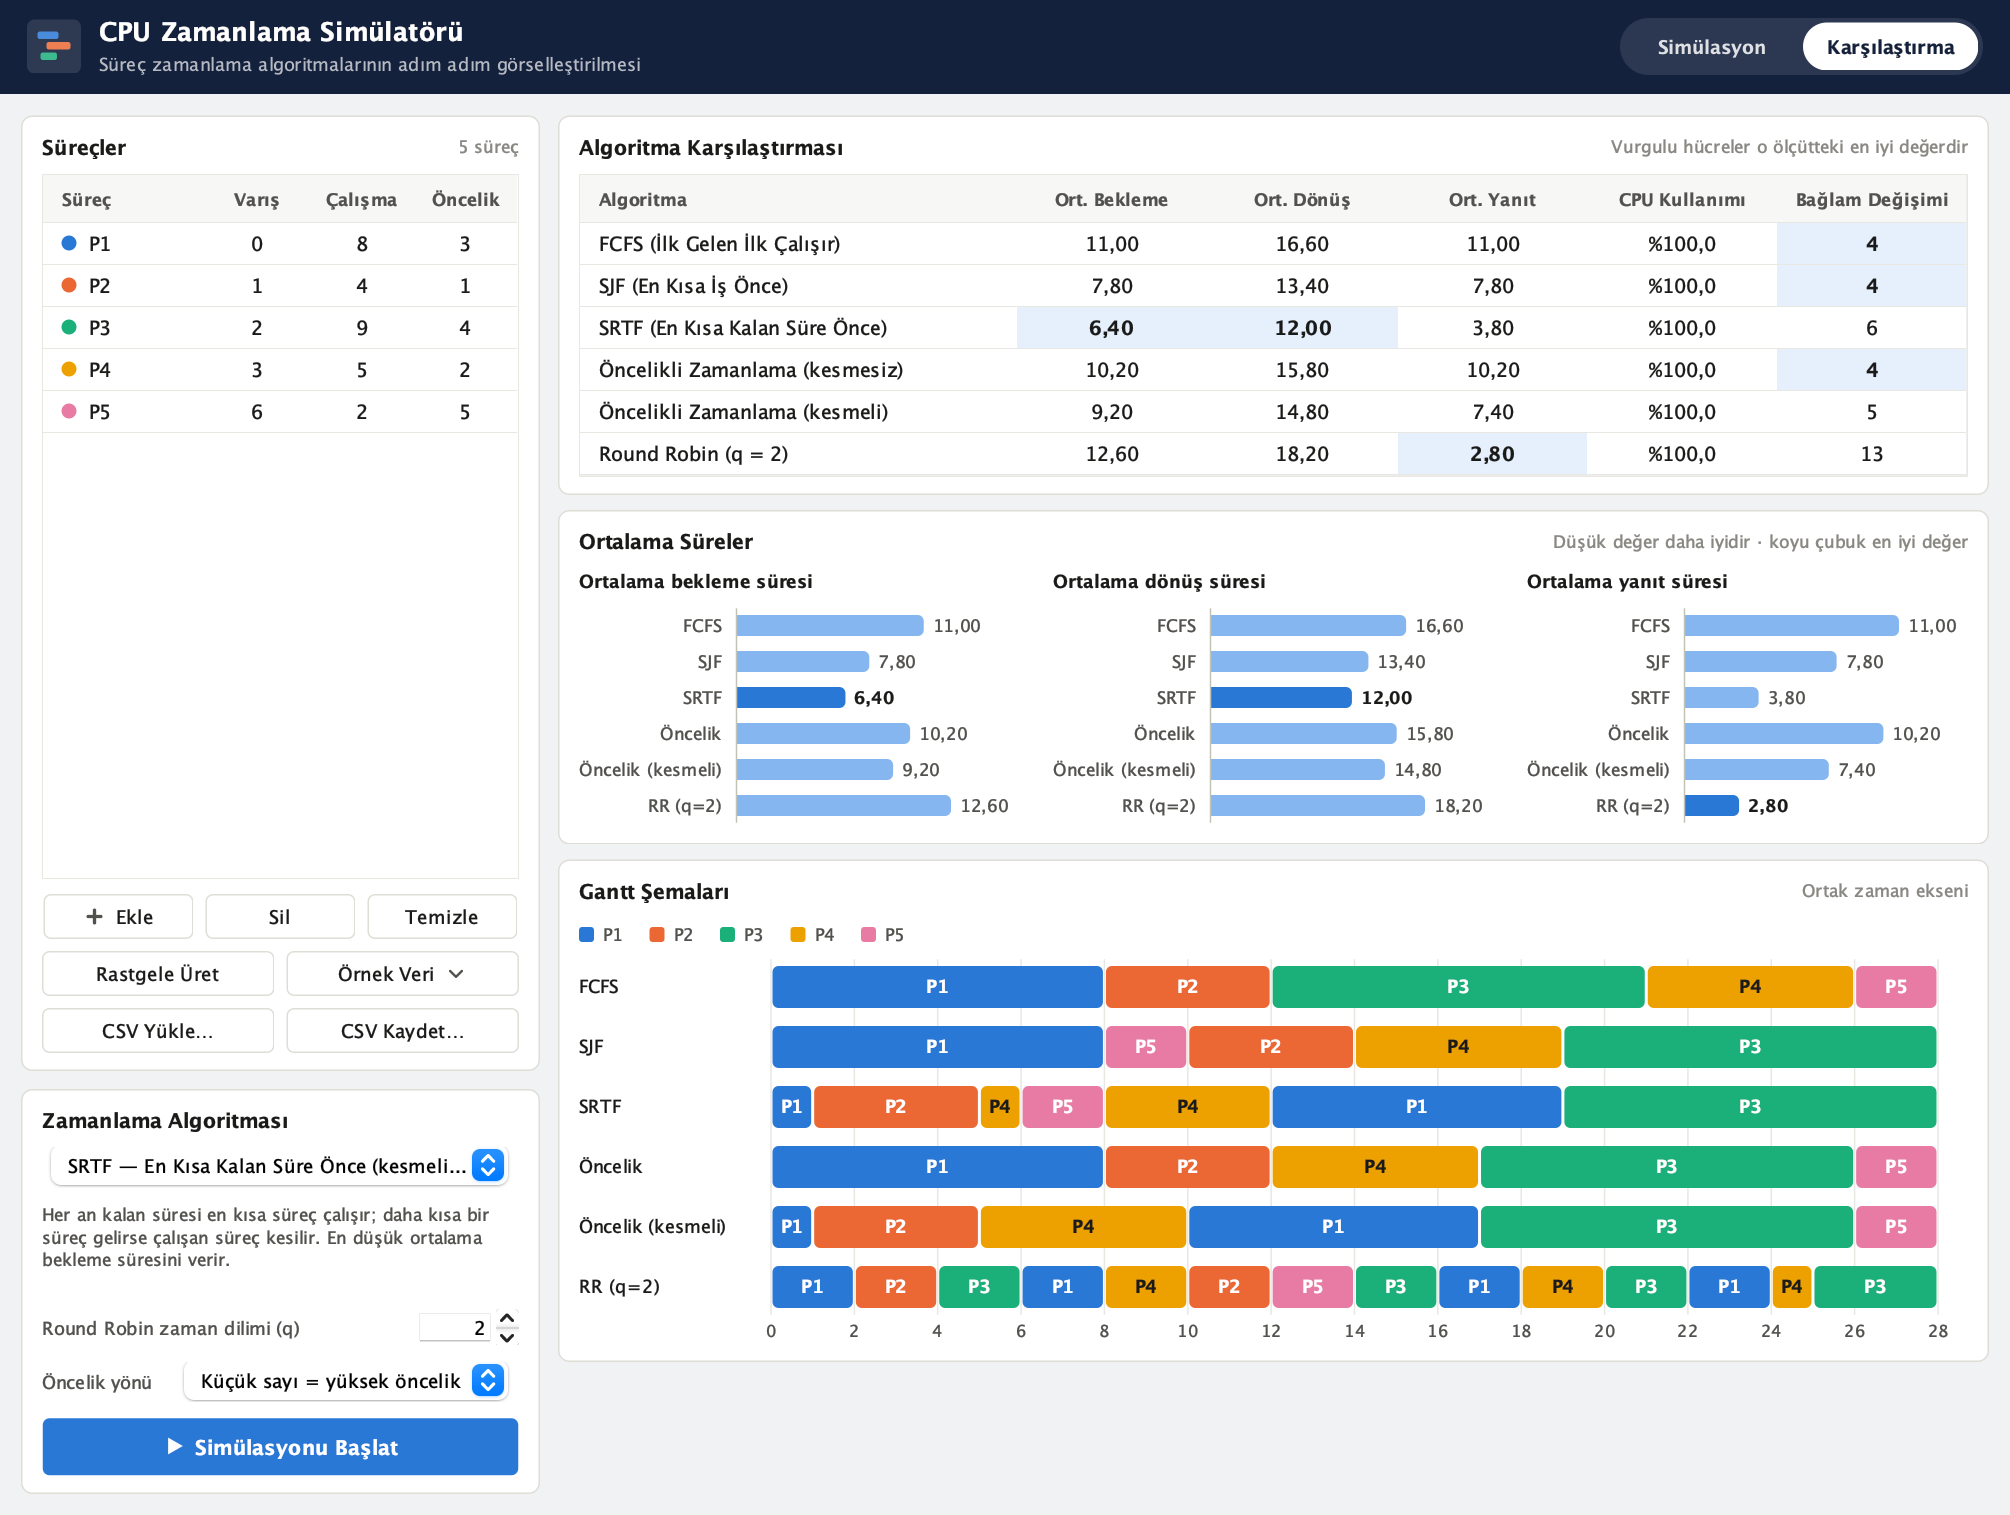 CPU Zamanlama Simülatörü
Süreç zamanlama algoritmalarının adım adım görselleştirilmesi
Simülasyon
Karşılaştırma
Süreçler
5 süreç
Süreç Varış Çalışma Öncelik
P1 0 8 3
P2 1 4 1
P3 2 9 4
P4 3 5 2
P5 6 2 5
+ Ekle
Sil
Temizle
Rastgele Üret
Örnek Veri
CSV Yükle...
CSV Kaydet...
Zamanlama Algoritması
SRTF — En Kısa Kalan Süre Önce (kesmeli...
Her an kalan süresi en kısa süreç çalışır; daha kısa bir
süreç gelirse çalışan süreç kesilir. En düşük ortalama
bekleme süresini verir.
Round Robin zaman dilimi (q) 2
Öncelik yönü Küçük sayı = yüksek öncelik
Simülasyonu Başlat
Algoritma Karşılaştırması
Vurgulu hücreler o ölçütteki en iyi değerdir
Algoritma Ort. Bekleme Ort. Dönüş Ort. Yanıt CPU Kullanımı Bağlam Değişimi
FCFS (İlk Gelen İlk Çalışır) 11,00 16,60 11,00 %100,0 4
SJF (En Kısa İş Önce) 7,80 13,40 7,80 %100,0 4
SRTF (En Kısa Kalan Süre Önce) 6,40 12,00 3,80 %100,0 6
Öncelikli Zamanlama (kesmesiz) 10,20 15,80 10,20 %100,0 4
Öncelikli Zamanlama (kesmeli) 9,20 14,80 7,40 %100,0 5
Round Robin (q = 2) 12,60 18,20 2,80 %100,0 13
Ortalama Süreler
Düşük değer daha iyidir · koyu çubuk en iyi değer
Ortalama bekleme süresi
FCFS 11,00
SJF 7,80
SRTF 6,40
Öncelik 10,20
Öncelik (kesmeli) 9,20
RR (q=2) 12,60
Ortalama dönüş süresi
FCFS 16,60
SJF 13,40
SRTF 12,00
Öncelik 15,80
Öncelik (kesmeli) 14,80
RR (q=2) 18,20
Ortalama yanıt süresi
FCFS 11,00
SJF 7,80
SRTF 3,80
Öncelik 10,20
Öncelik (kesmeli) 7,40
RR (q=2) 2,80
Gantt Şemaları
Ortak zaman ekseni
P1 P2 P3 P4 P5
FCFS P1 P2 P3 P4 P5
SJF P1 P5 P2 P4 P3
SRTF P1 P2 P4 P5 P4 P1 P3
Öncelik P1 P2 P4 P3 P5
Öncelik (kesmeli) P1 P2 P4 P1 P3 P5
RR (q=2) P1 P2 P3 P1 P4 P2 P5 P3 P1 P4 P3 P1 P4 P3
0 2 4 6 8 10 12 14 16 18 20 22 24 26 28